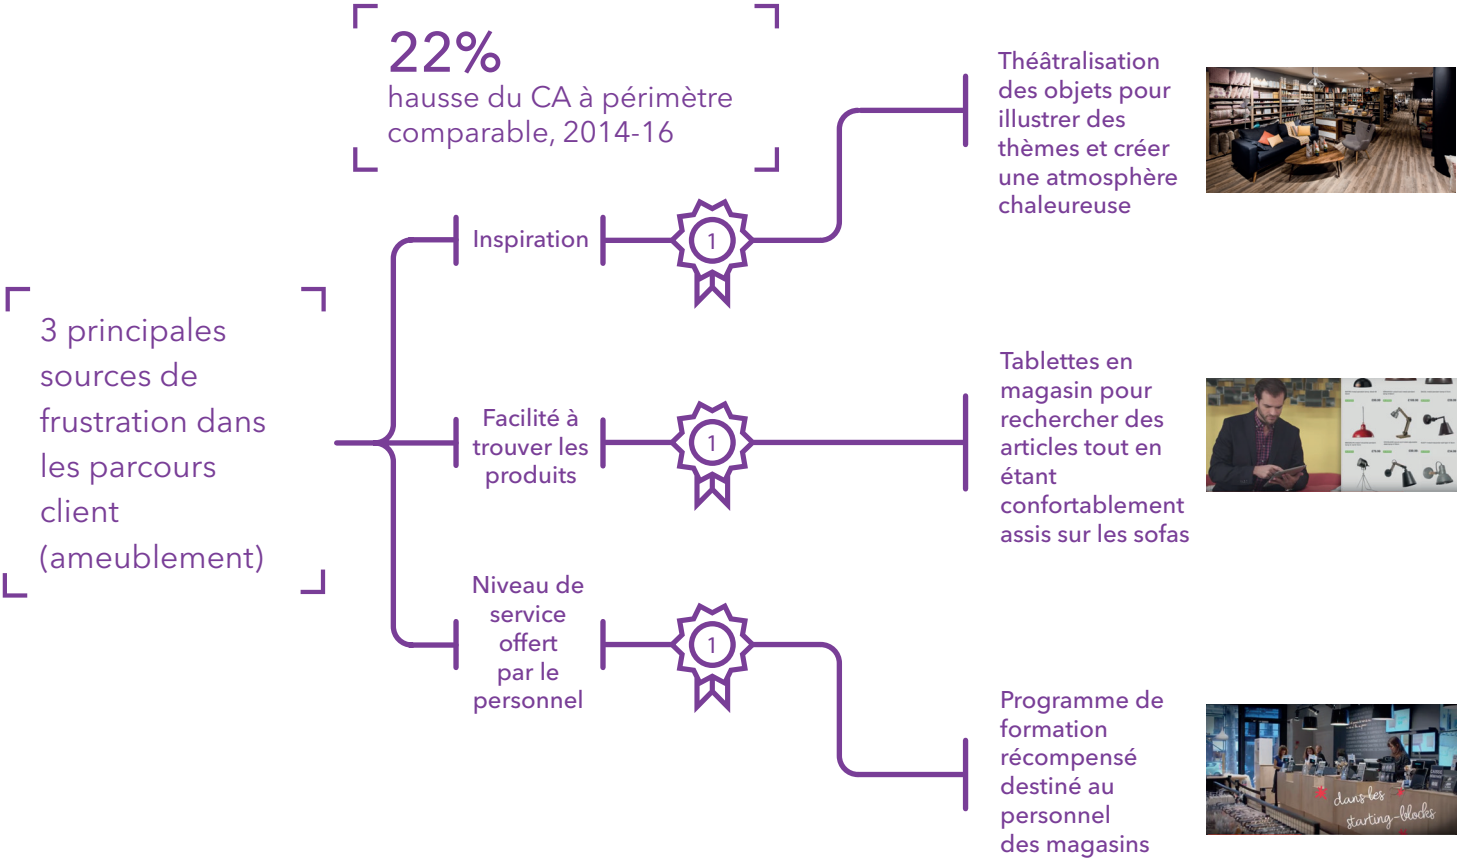 22%
hausse du CA à périmètre
comparable, 2014-16
3 principales
sources de
frustration dans
les parcours
client
(ameublement)
Inspiration
1
Théâtralisation
des objets pour
illustrer des
thèmes et créer
une atmosphère
chaleureuse
Facilité à
trouver les
produits
1
Tablettes en
magasin pour
rechercher des
articles tout en
étant
confortablement
assis sur les sofas
Niveau de
service
offert
par le
personnel
1
Programme de
formation
récompensé
destiné au
personnel
des magasins
dans les
starting-blocks